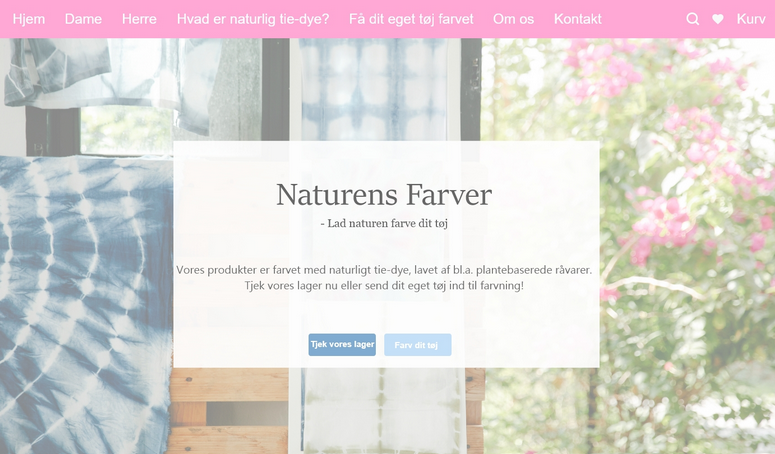 Hjem Dame Herre Hvad er naturlig tie-dye? Få dit eget tøj farvet Om os Kontakt Kurv
Naturens Farver
- Lad naturen farve dit tøj
Vores produkter er farvet med naturligt tie-dye, lavet af bl.a. plantebaserede råvarer.
Tjek vores lager nu eller send dit eget tøj ind til farvning!
Tjek vores lager Farv dit tøj